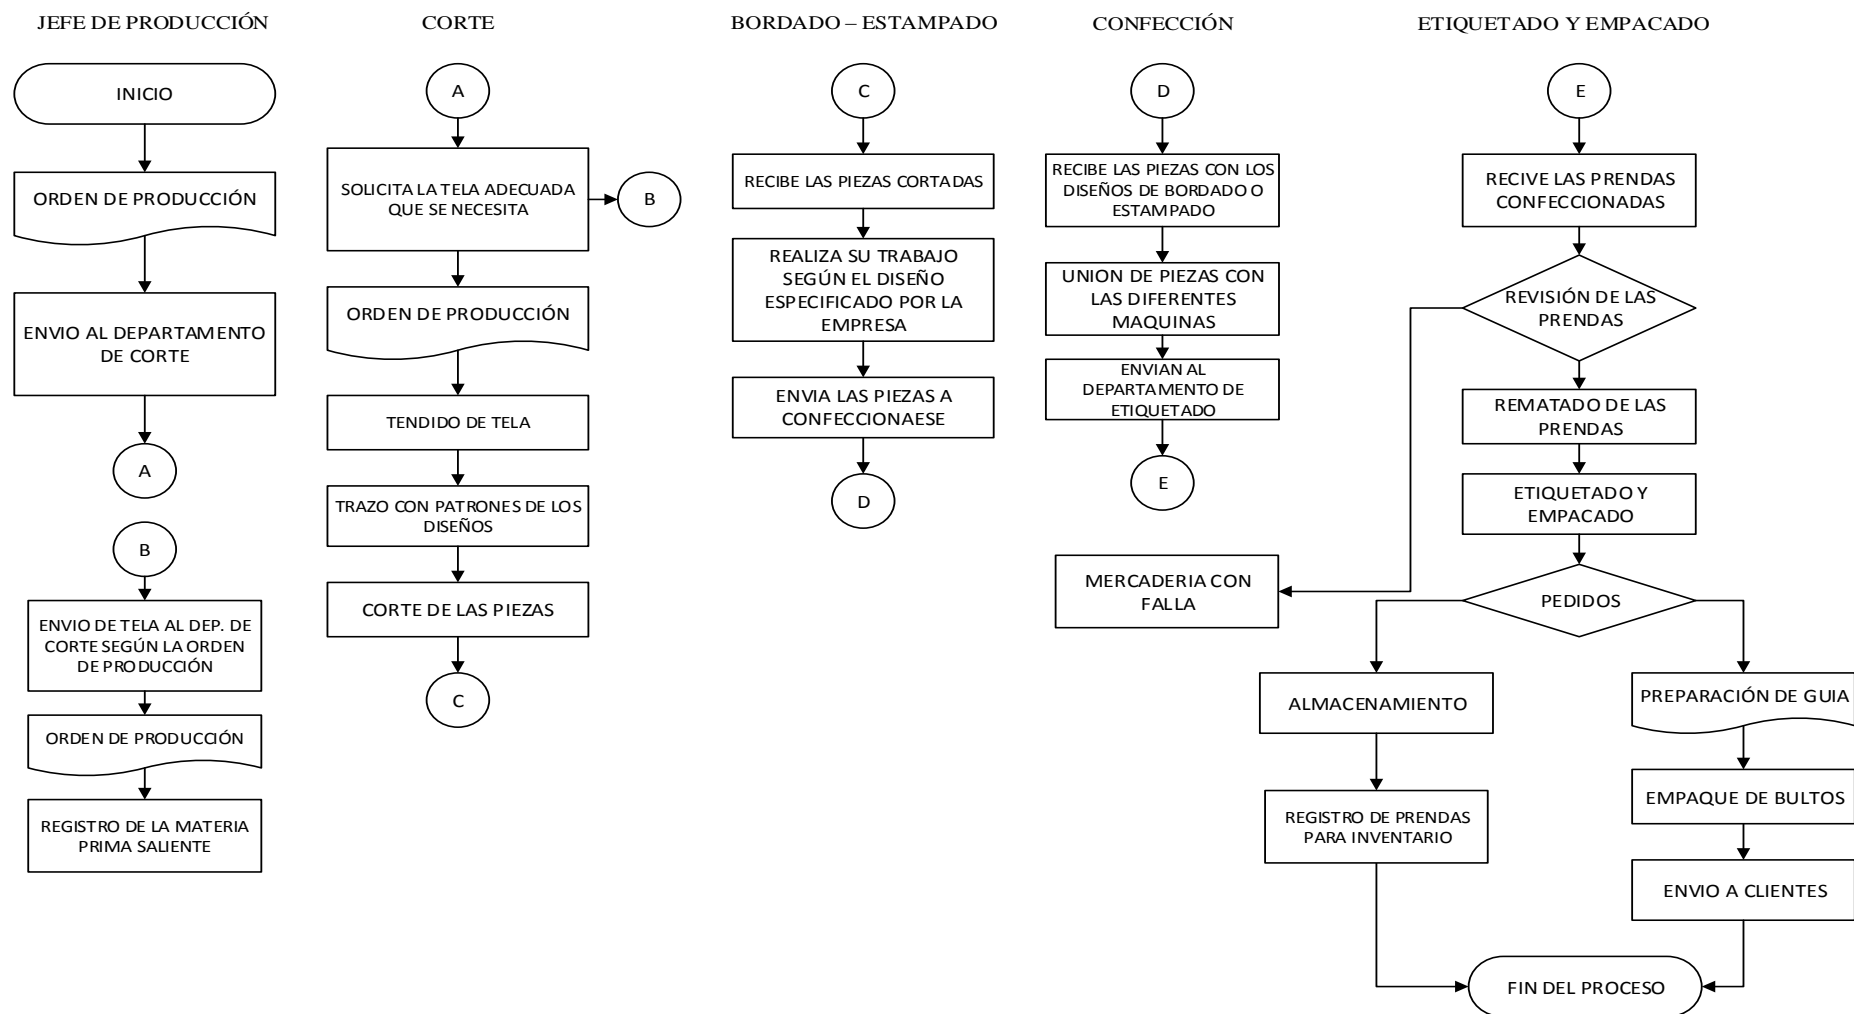 JEFE DE PRODUCCIÓN
INICIO
ORDEN DE PRODUCCIÓN
ENVIO AL DEPARTAMENTO
DE CORTE
A
B
ENVIO DE TELA AL DEP. DE
CORTE SEGÚN LA ORDEN
DE PRODUCCIÓN
ORDEN DE PRODUCCIÓN
REGISTRO DE LA MATERIA
PRIMA SALIENTE
CORTE
A
SOLICITA LA TELA ADECUADA
QUE SE NECESITA
B
ORDEN DE PRODUCCIÓN
TENDIDO DE TELA
TRAZO CON PATRONES DE LOS
DISEÑOS
CORTE DE LAS PIEZAS
C
BORDADO – ESTAMPADO
C
RECIBE LAS PIEZAS CORTADAS
REALIZA SU TRABAJO
SEGÚN EL DISEÑO
ESPECIFICADO POR LA
EMPRESA
ENVIA LAS PIEZAS A
CONFECCIONAESE
D
CONFECCIÓN
D
RECIBE LAS PIEZAS CON LOS
DISEÑOS DE BORDADO O
ESTAMPADO
UNION DE PIEZAS CON
LAS DIFERENTES
MAQUINAS
ENVIAN AL
DEPARTAMENTO DE
ETIQUETADO
E
MERCADERIA CON
FALLA
ETIQUETADO Y EMPACADO
E
RECIVE LAS PRENDAS
CONFECCIONADAS
REVISIÓN DE LAS
PRENDAS
REMATADO DE LAS
PRENDAS
ETIQUETADO Y
EMPACADO
PEDIDOS
ALMACENAMIENTO
REGISTRO DE PRENDAS
PARA INVENTARIO
PREPARACIÓN DE GUIA
EMPAQUE DE BULTOS
ENVIO A CLIENTES
FIN DEL PROCESO